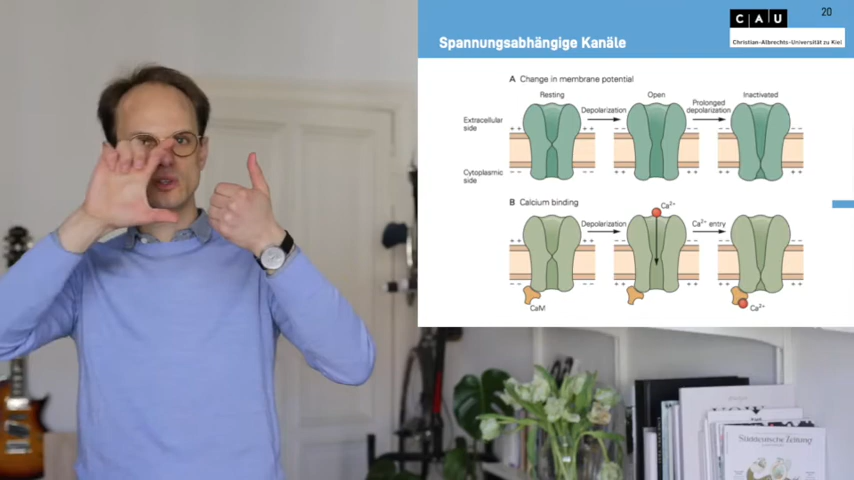 20
C A U
Spannungsabhängige Kanäle
Christian-Albrechts-Universität zu Kiel
A Change in membrane potential
Resting
Open
Inactivated
Depolarization
Prolonged
depolarization
Extracellular
side
++
++
++
++
++
++
Cytoplasmic
side
– –
– –
– –
– –
– –
– –
B Calcium binding
Ca²⁺
Depolarization
Ca²⁺ entry
++
++
++
++
++
++
– –
– –
– –
– –
– –
CaM
Ca²⁺
Süddeutsche Zeitung